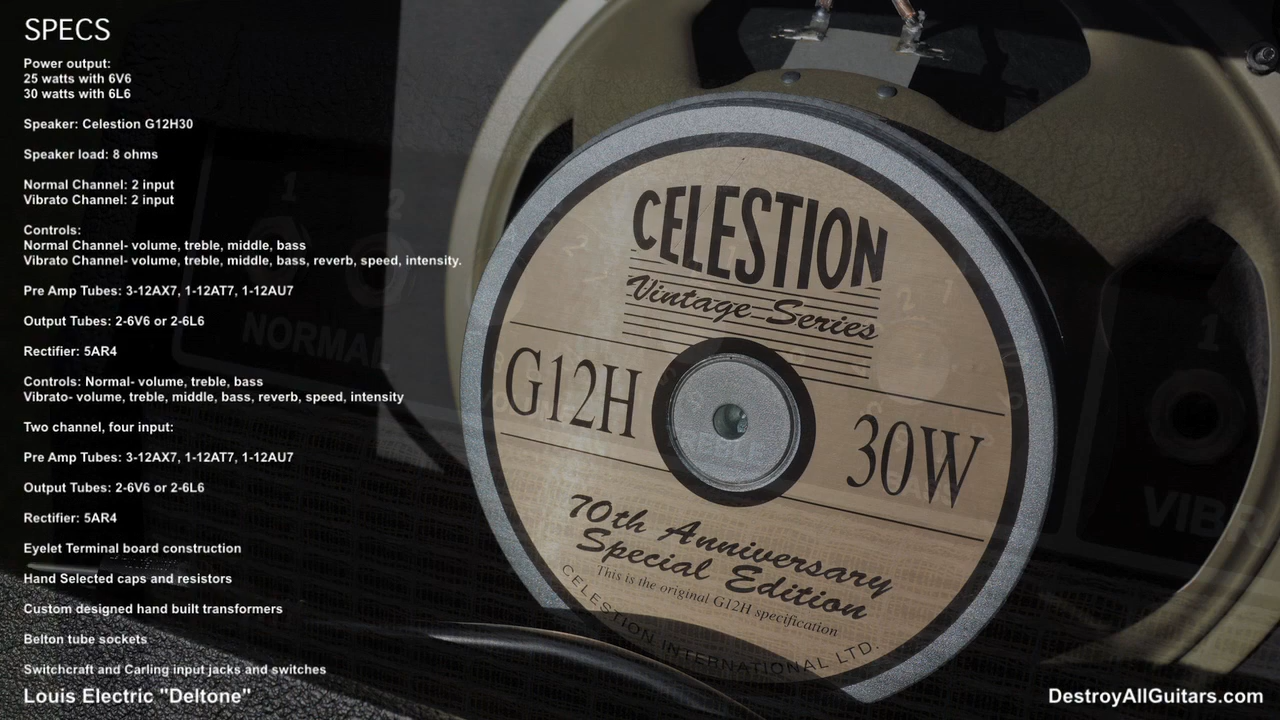 SPECS
Power output:
25 watts with 6V6
30 watts with 6L6
Speaker: Celestion G12H30
Speaker load: 8 ohms
Normal Channel: 2 input
Vibrato Channel: 2 input
Controls:
Normal Channel- volume, treble, middle, bass
Vibrato Channel- volume, treble, middle, bass, reverb, speed, intensity.
Pre Amp Tubes: 3-12AX7, 1-12AT7, 1-12AU7
Output Tubes: 2-6V6 or 2-6L6
Rectifier: 5AR4
Controls: Normal- volume, treble, bass
Vibrato- volume, treble, middle, bass, reverb, speed, intensity
Two channel, four input:
Pre Amp Tubes: 3-12AX7, 1-12AT7, 1-12AU7
Output Tubes: 2-6V6 or 2-6L6
Rectifier: 5AR4
Eyelet Terminal board construction
Hand Selected caps and resistors
Custom designed hand built transformers
Belton tube sockets
Switchcraft and Carling input jacks and switches
Louis Electric "Deltone"
CELESTION
Vintage-Series
G12H
30W
70th Anniversary
Special Edition
This is the original G12H specification
CELESTION INTERNATIONAL LTD.
1
2
NORMAL
1
DestroyAllGuitars.com